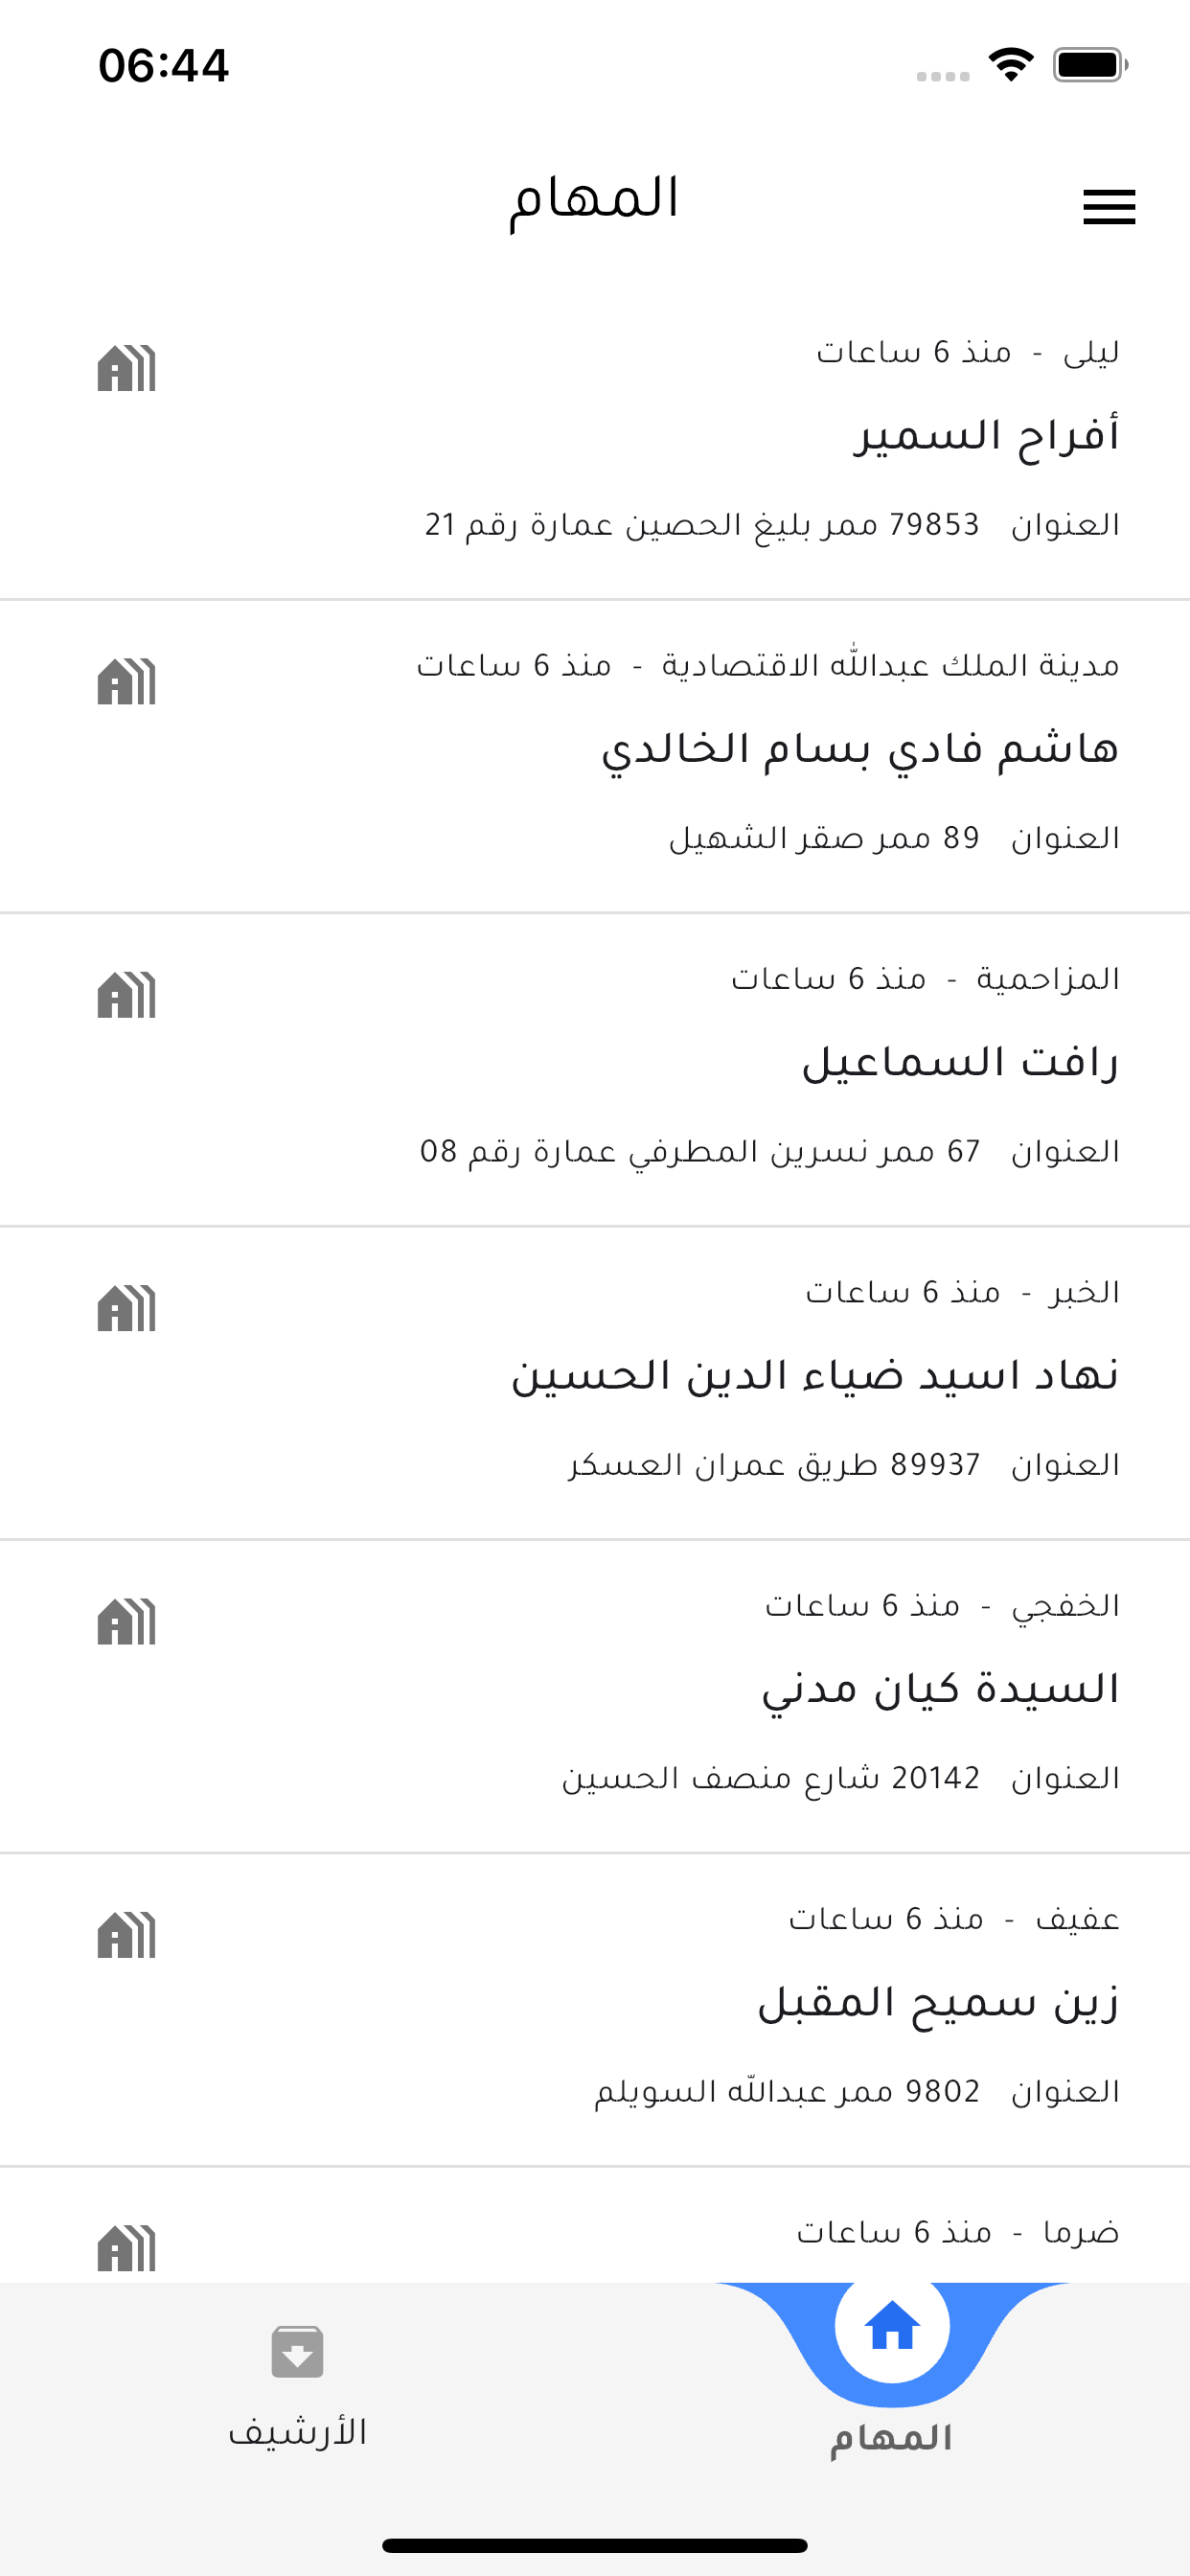 06:44
المهام
ليلى - منذ 6 ساعات
أفراح السمير
العنوان 79853 ممر بليغ الحصين عمارة رقم 21
مدينة الملك عبدالله الاقتصادية - منذ 6 ساعات
هاشم فادي بسام الخالدي
العنوان 89 ممر صقر الشهيل
المزاحمية - منذ 6 ساعات
رافت السماعيل
العنوان 67 ممر نسرين المطرفي عمارة رقم 08
الخبر - منذ 6 ساعات
نهاد اسيد ضياء الدين الحسين
العنوان 89937 طريق عمران العسكر
الخفجي - منذ 6 ساعات
السيدة كيان مدني
العنوان 20142 شارع منصف الحسين
عفيف - منذ 6 ساعات
زين سميح المقبل
العنوان 9802 ممر عبدالله السويلم
ضرما - منذ 6 ساعات
المهام
الأرشيف